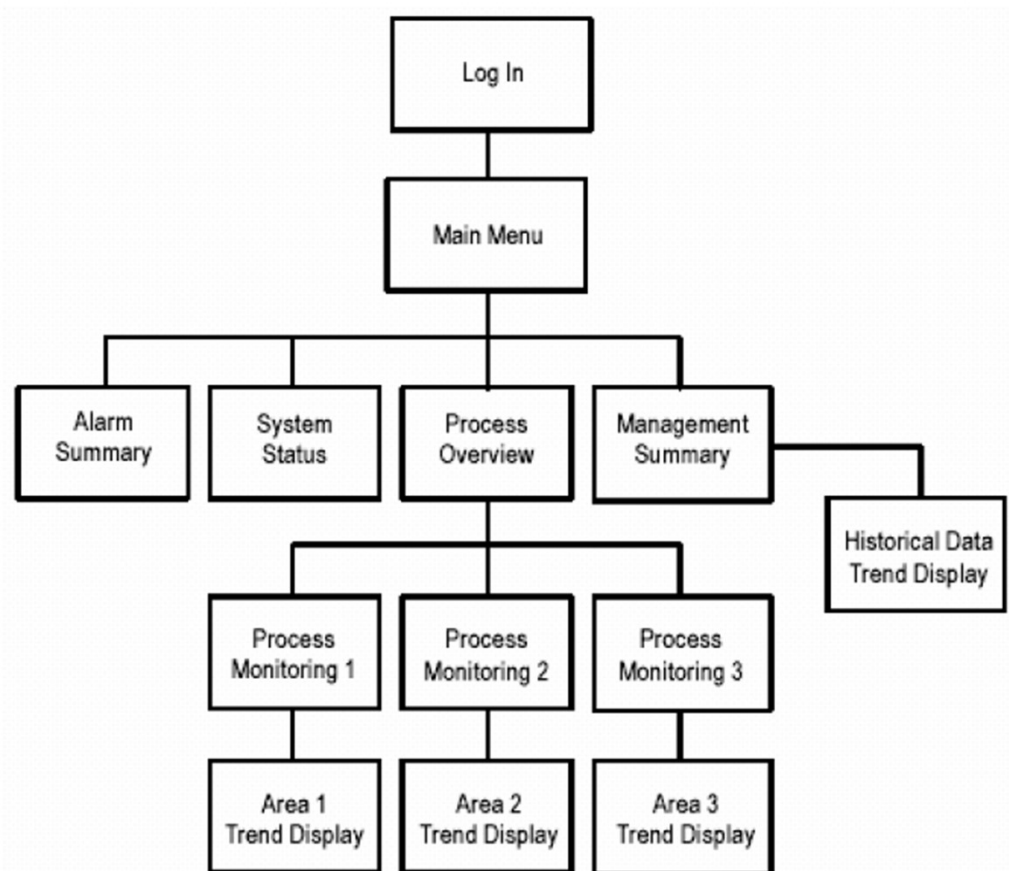 Log In
Main Menu
Alarm
Summary
System
Status
Process
Overview
Management
Summary
Historical Data
Trend Display
Process
Monitoring 1
Process
Monitoring 2
Process
Monitoring 3
Area 1
Trend Display
Area 2
Trend Display
Area 3
Trend Display